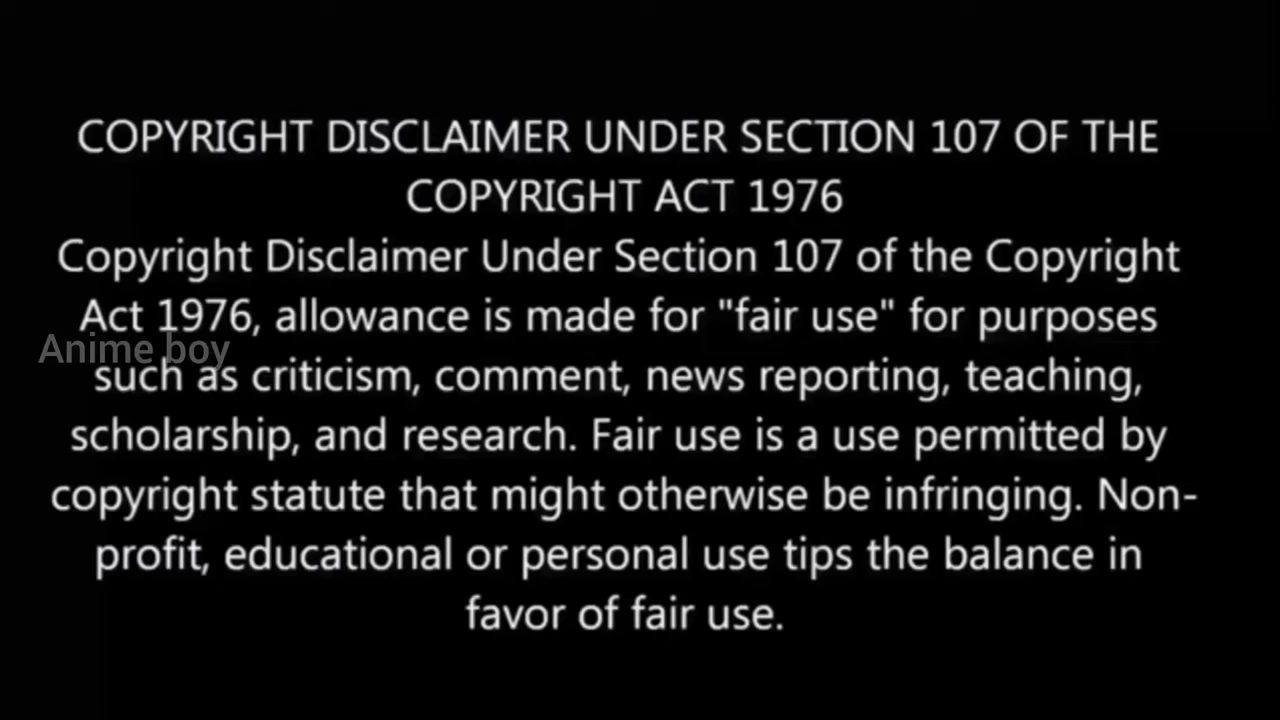 COPYRIGHT DISCLAIMER UNDER SECTION 107 OF THE
COPYRIGHT ACT 1976
Copyright Disclaimer Under Section 107 of the Copyright
Act 1976, allowance is made for "fair use" for purposes
Anime boy
such as criticism, comment, news reporting, teaching,
scholarship, and research. Fair use is a use permitted by
copyright statute that might otherwise be infringing. Non-
profit, educational or personal use tips the balance in
favor of fair use.